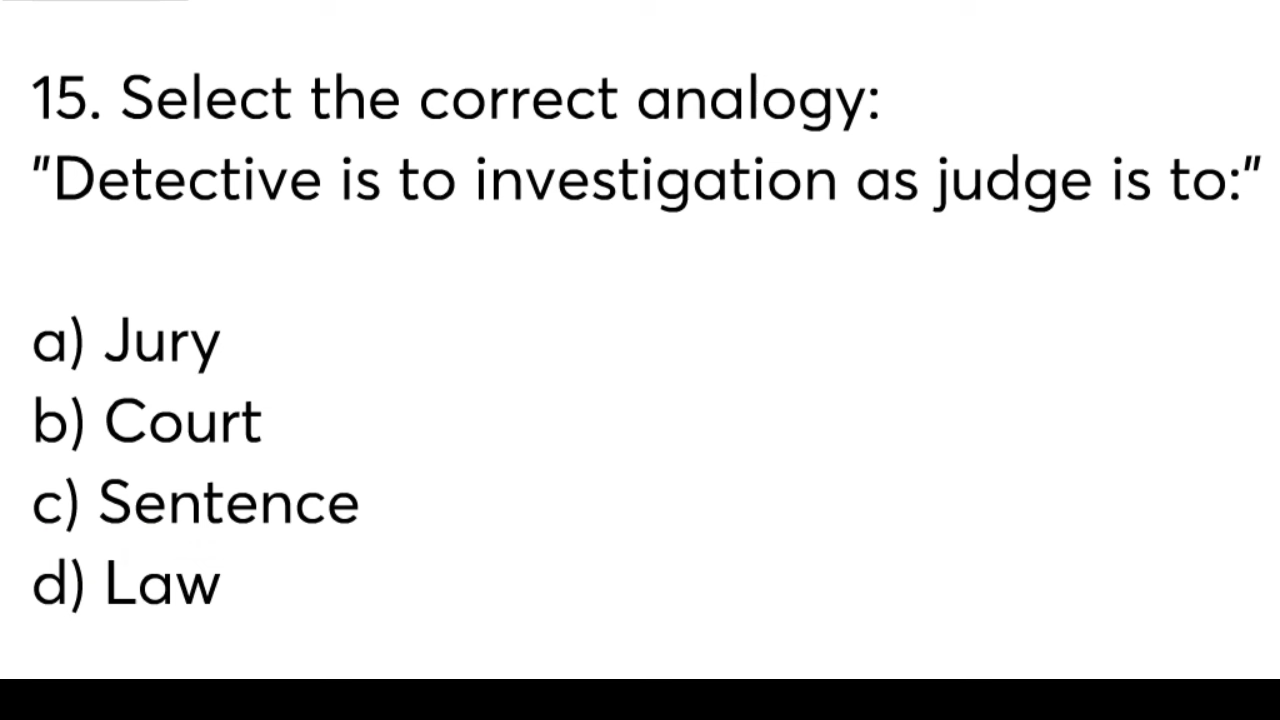 15. Select the correct analogy:
"Detective is to investigation as judge is to:"
a) Jury
b) Court
c) Sentence
d) Law